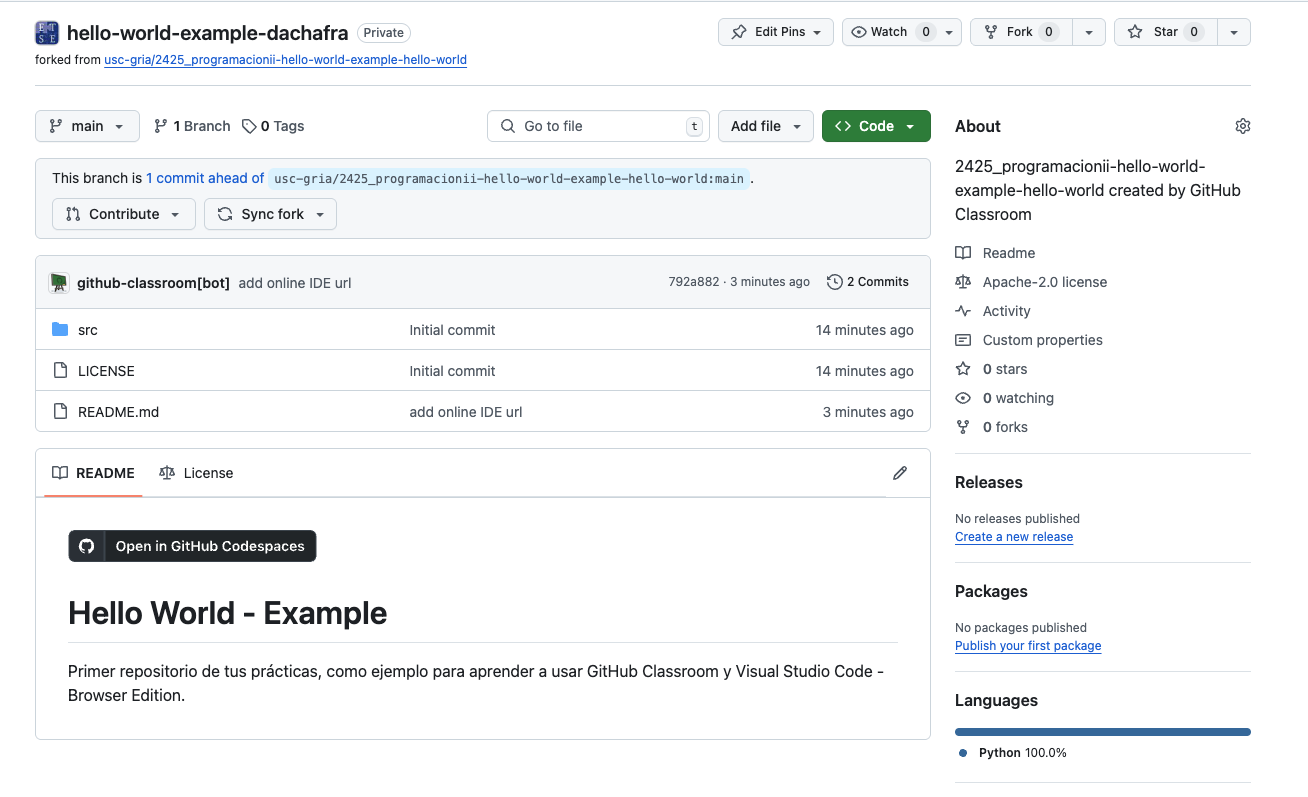 hello-world-example-dachafra Private
Edit Pins Watch 0 Fork 0 Star 0
forked from usc-gria/2425_programacionii-hello-world-example-hello-world
main 1 Branch 0 Tags Go to file t Add file Code
This branch is 1 commit ahead of usc-gria/2425_programacionii-hello-world-example-hello-world:main .
Contribute Sync fork
github-classroom[bot] add online IDE url 792a882 · 3 minutes ago 2 Commits
src Initial commit 14 minutes ago
LICENSE Initial commit 14 minutes ago
README.md add online IDE url 3 minutes ago
README License
Open in GitHub Codespaces
Hello World - Example
Primer repositorio de tus prácticas, como ejemplo para aprender a usar GitHub Classroom y Visual Studio Code -
Browser Edition.
About
2425_programacionii-hello-world-
example-hello-world created by GitHub
Classroom
Readme
Apache-2.0 license
Activity
Custom properties
0 stars
0 watching
0 forks
Releases
No releases published
Create a new release
Packages
No packages published
Publish your first package
Languages
Python 100.0%